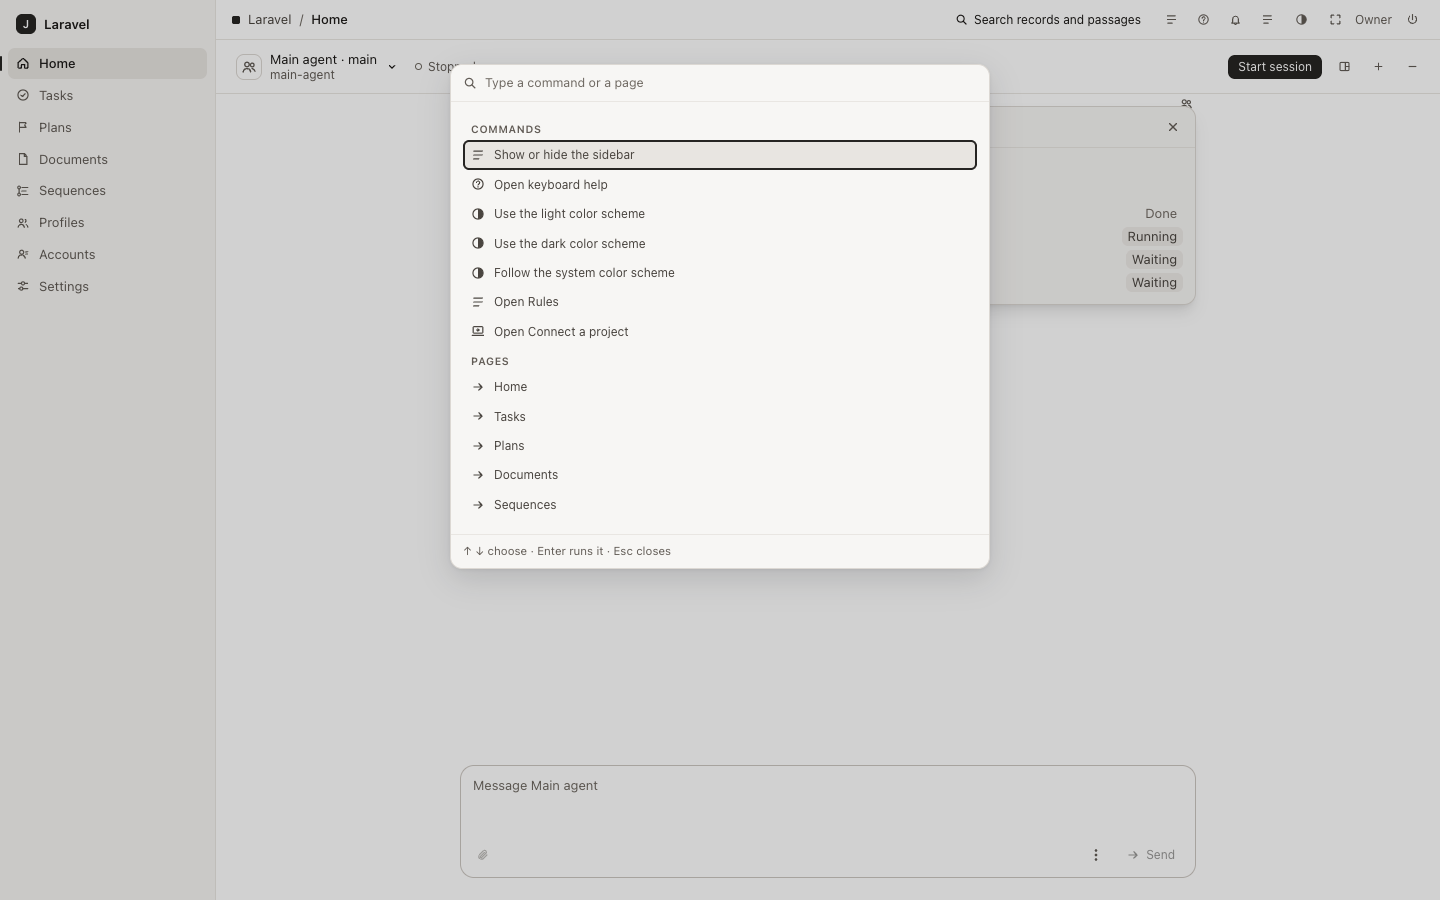 J Laravel
Laravel / Home
Search records and passages
Owner
Home
Tasks
Plans
Documents
Sequences
Profiles
Accounts
Settings
Main agent · main
main-agent
Start session
Type a command or a page
COMMANDS
Show or hide the sidebar
Open keyboard help
Use the light color scheme
Use the dark color scheme
Follow the system color scheme
Open Rules
Open Connect a project
PAGES
Home
Tasks
Plans
Documents
Sequences
↑ ↓ choose · Enter runs it · Esc closes
Done
Running
Waiting
Waiting
Message Main agent
Send